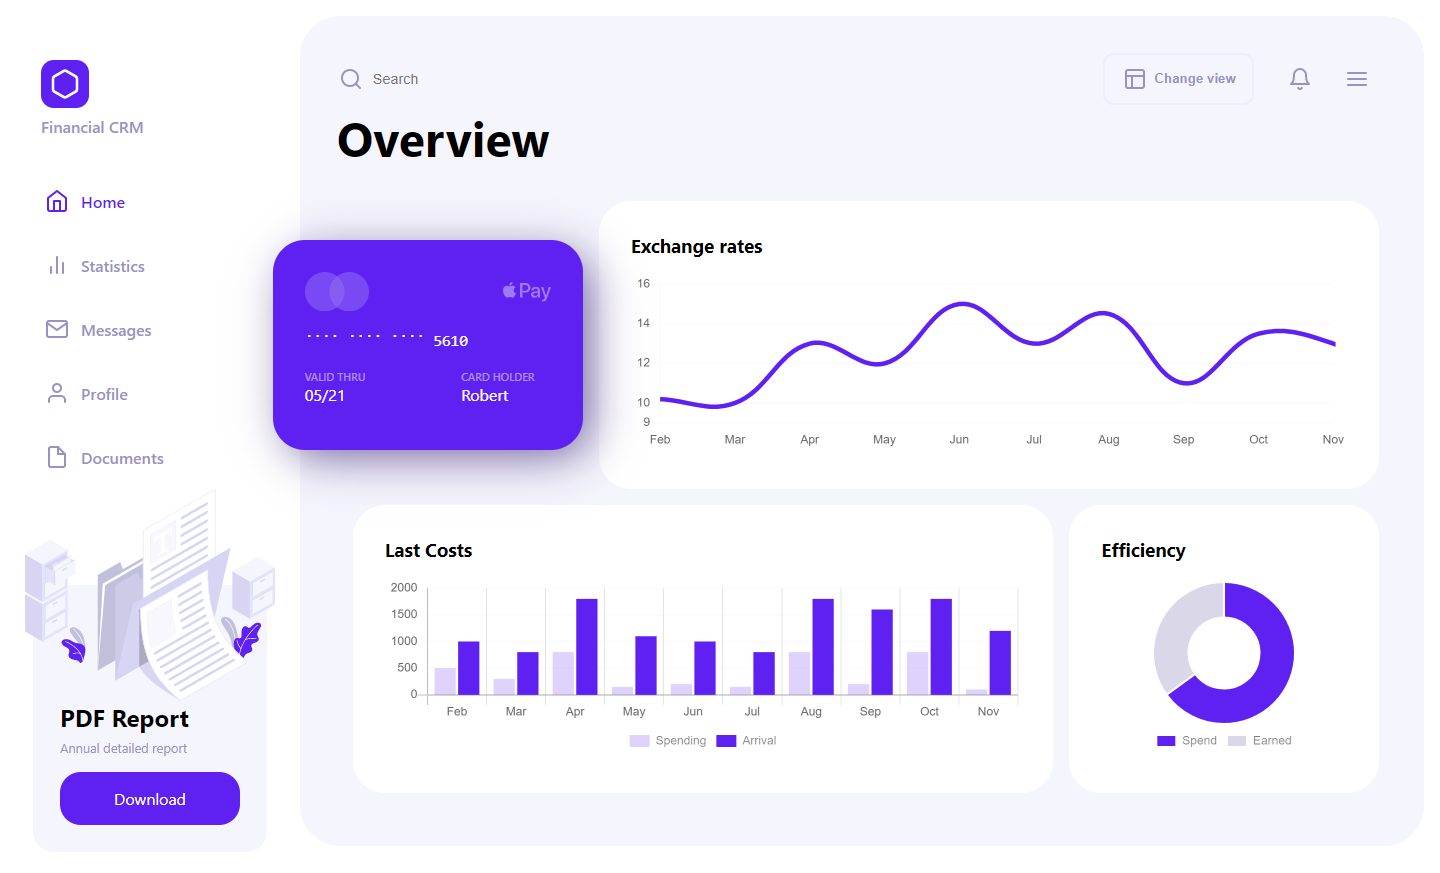 Financial CRM
Home
Statistics
Messages
Profile
Documents
PDF Report
Annual detailed report
Download
Search
Change view
Overview
Pay
···· ···· ···· 5610
VALID THRU CARD HOLDER
05/21 Robert
Exchange rates
16
14
12
10
9
Feb Mar Apr May Jun Jul Aug Sep Oct Nov
Last Costs
2000
1500
1000
500
0
Feb Mar Apr May Jun Jul Aug Sep Oct Nov
Spending Arrival
Efficiency
Spend Earned